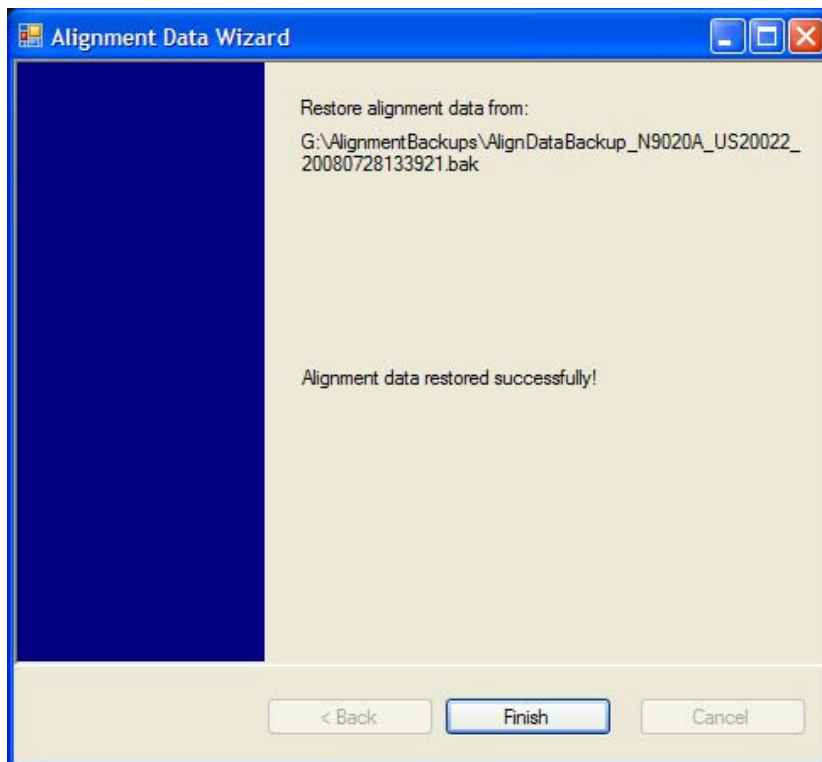 Alignment Data Wizard
Restore alignment data from:
G:\AlignmentBackups\AlignDataBackup_N9020A_US20022_
20080728133921.bak
Alignment data restored successfully!
< Back
Finish
Cancel